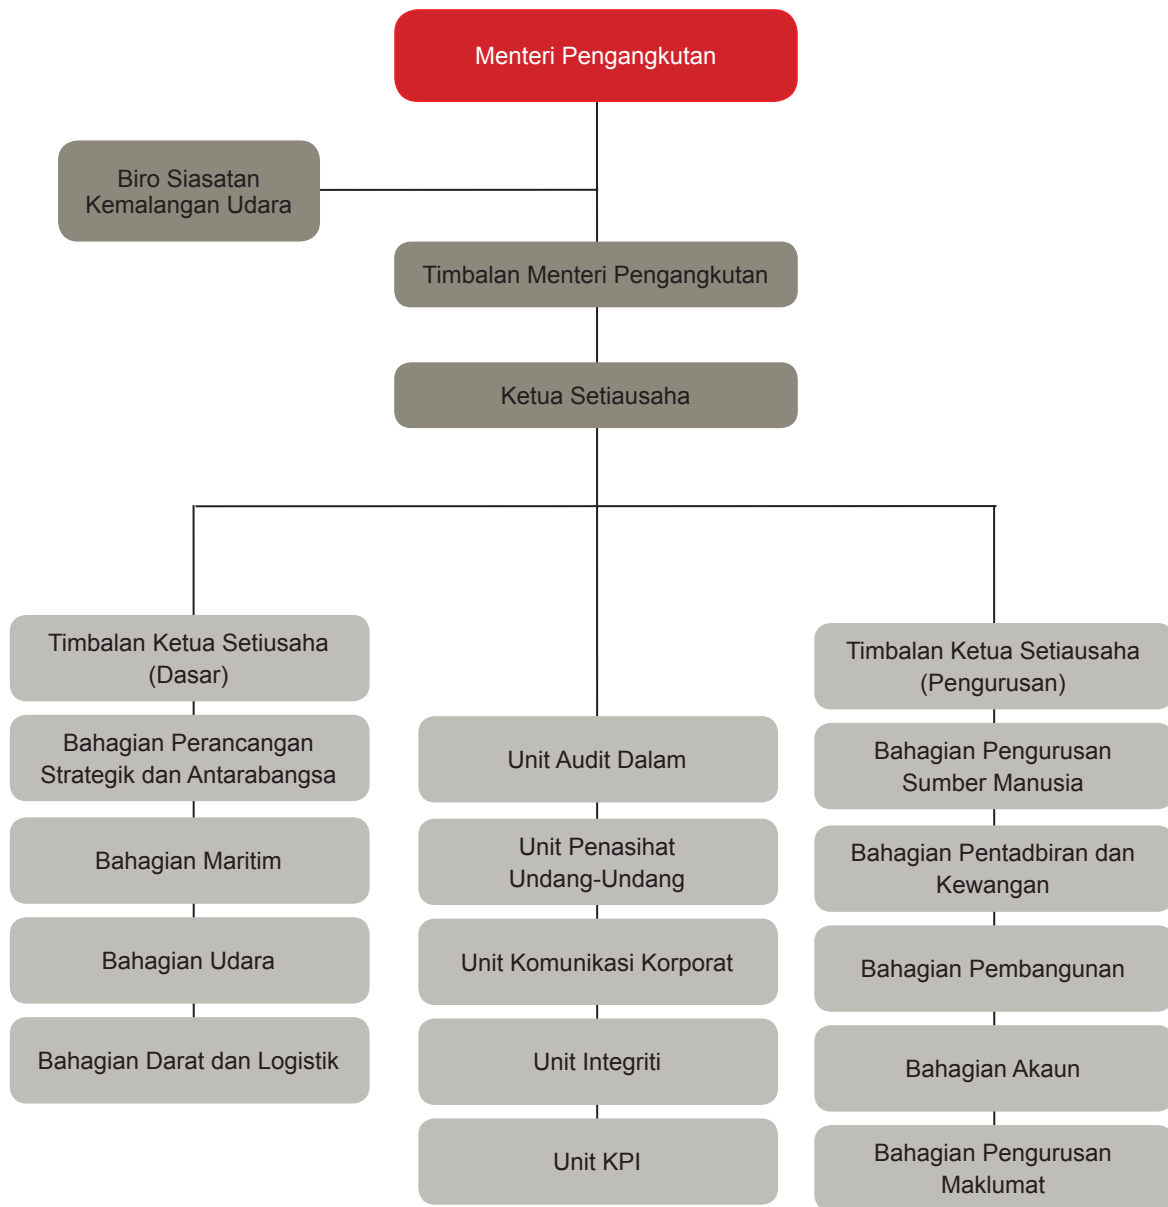 Menteri Pengangkutan
Biro Siasatan
Kemalangan Udara
Timbalan Menteri Pengangkutan
Ketua Setiausaha
Timbalan Ketua Setiusaha
(Dasar)
Bahagian Perancangan
Strategik dan Antarabangsa
Bahagian Maritim
Bahagian Udara
Bahagian Darat dan Logistik
Unit Audit Dalam
Unit Penasihat
Undang-Undang
Unit Komunikasi Korporat
Unit Integriti
Unit KPI
Timbalan Ketua Setiausaha
(Pengurusan)
Bahagian Pengurusan
Sumber Manusia
Bahagian Pentadbiran dan
Kewangan
Bahagian Pembangunan
Bahagian Akaun
Bahagian Pengurusan
Maklumat